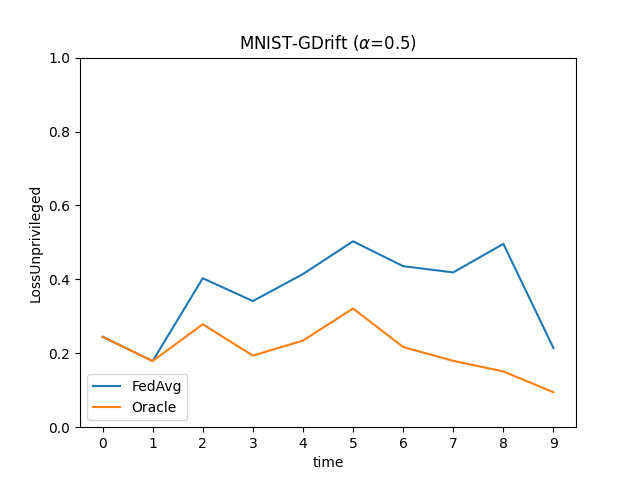 MNIST-GDrift (α=0.5)
LossUnprivileged
1.0
0.8
0.6
0.4
0.2
0.0
FedAvg
Oracle
0 1 2 3 4 5 6 7 8 9
time